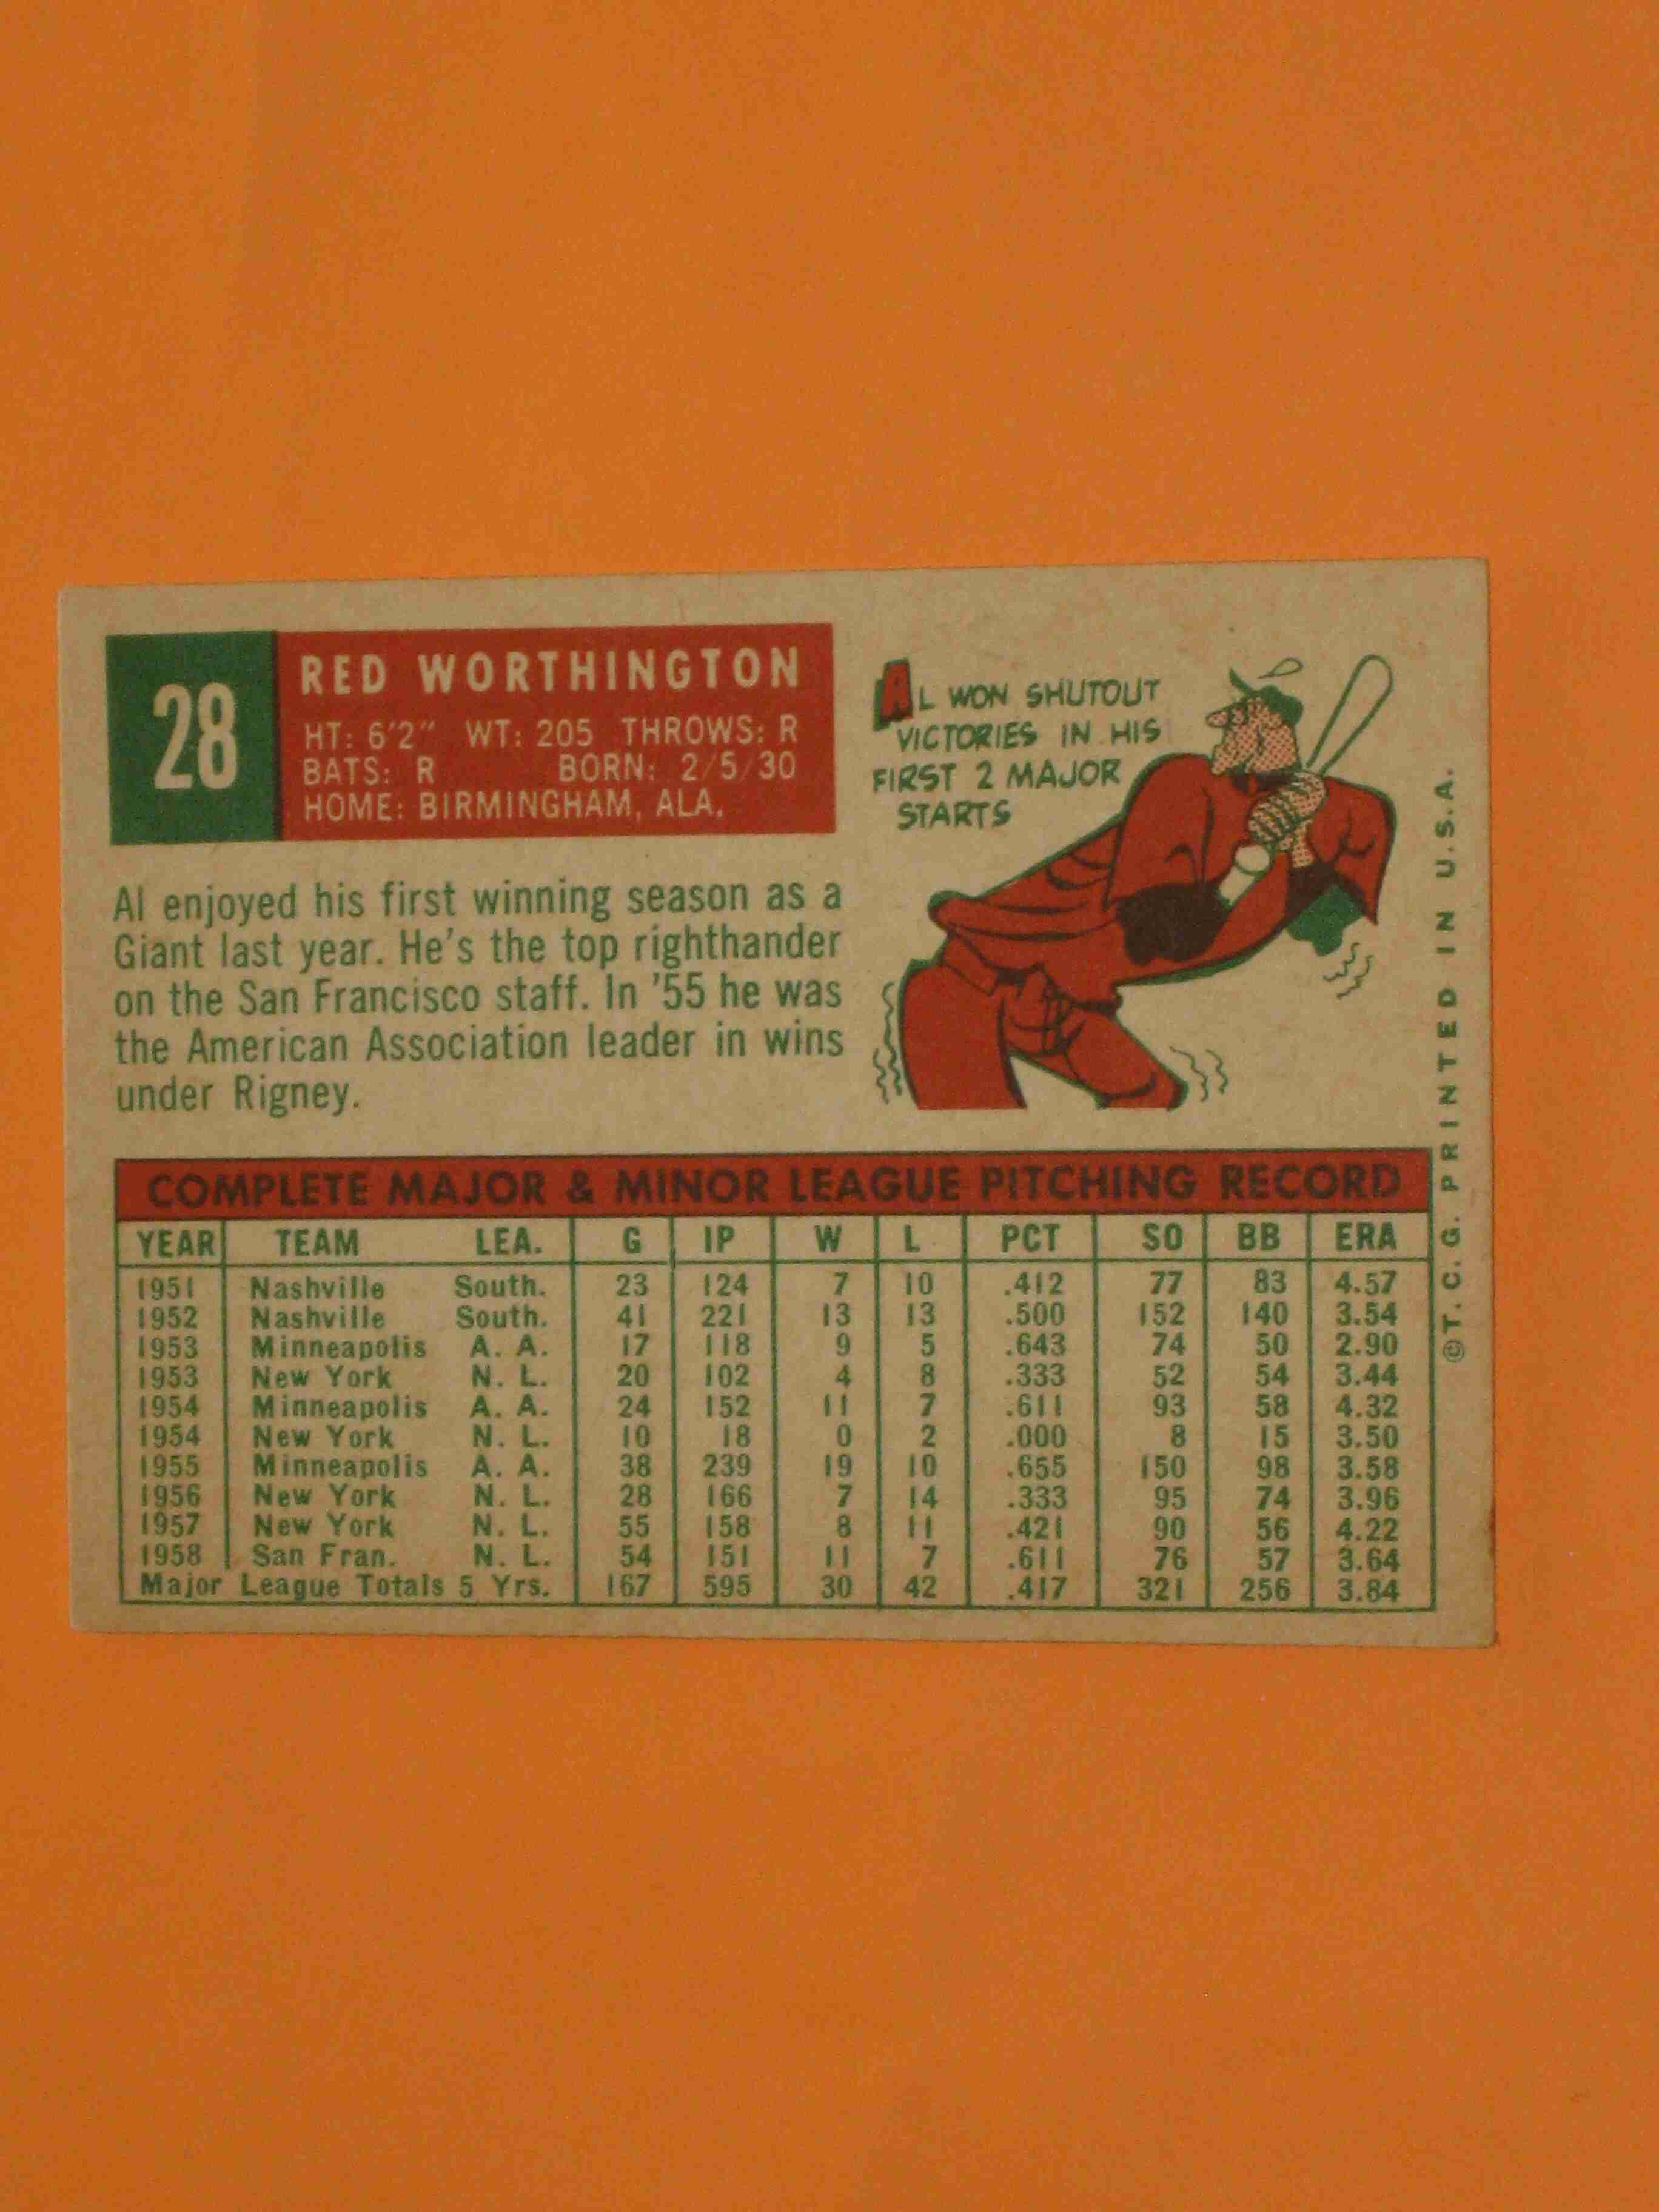 28
RED WORTHINGTON
HT: 6'2" WT: 205 THROWS: R
BATS: R BORN: 2/5/30
HOME: BIRMINGHAM, ALA.
AL WON SHUTOUT
VICTORIES IN HIS
FIRST 2 MAJOR
STARTS
Al enjoyed his first winning season as a
Giant last year. He's the top righthander
on the San Francisco staff. In '55 he was
the American Association leader in wins
under Rigney.
COMPLETE MAJOR & MINOR LEAGUE PITCHING RECORD
YEAR TEAM LEA. G IP W L PCT SO BB ERA
1951 Nashville South. 23 124 7 10 .412 77 83 4.57
1952 Nashville South. 41 221 13 13 .500 152 140 3.54
1953 Minneapolis A. A. 17 118 9 5 .643 74 50 2.90
1953 New York N. L. 20 102 4 8 .333 52 54 3.44
1954 Minneapolis A. A. 24 152 11 7 .611 93 58 4.32
1954 New York N. L. 10 18 0 2 .000 8 15 3.50
1955 Minneapolis A. A. 38 239 19 10 .655 150 98 3.58
1956 New York N. L. 28 166 7 14 .333 95 74 3.96
1957 New York N. L. 55 158 8 11 .421 90 56 4.22
1958 San Fran. N. L. 54 151 11 7 .611 76 57 3.64
Major League Totals 5 Yrs. 167 595 30 42 .417 321 256 3.84
©T.C.G. PRINTED IN U.S.A.